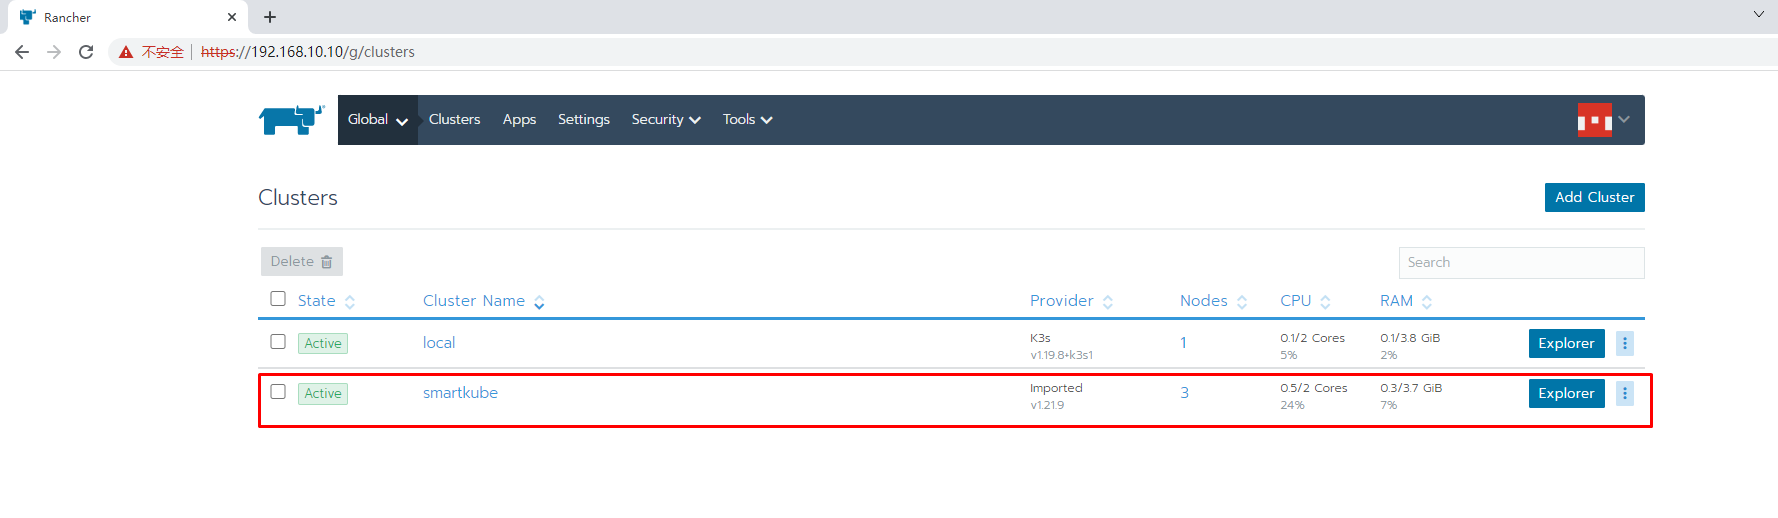 Rancher
不安全 https://192.168.10.10/g/clusters
Global Clusters Apps Settings Security Tools
Clusters
Add Cluster
Delete
Search
State Cluster Name Provider Nodes CPU RAM
Active local K3s 1 0.1/2 Cores 0.1/3.8 GiB Explorer
v1.19.8+k3s1 5% 2%
Active smartkube Imported 3 0.5/2 Cores 0.3/3.7 GiB Explorer
v1.21.9 24% 7%